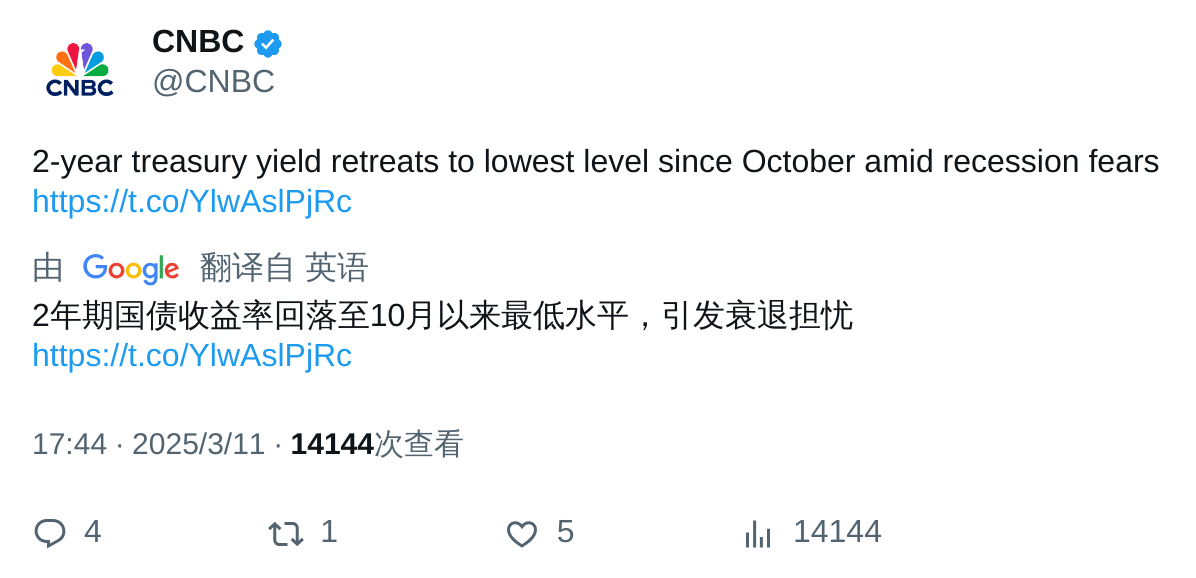 CNBC
CNBC
@CNBC
2-year treasury yield retreats to lowest level since October amid recession fears
https://t.co/YlwAslPjRc
由 Google 翻译自 英语
2年期国债收益率回落至10月以来最低水平，引发衰退担忧
https://t.co/YlwAslPjRc
17:44 · 2025/3/11 · 14144次查看
4 1 5 14144